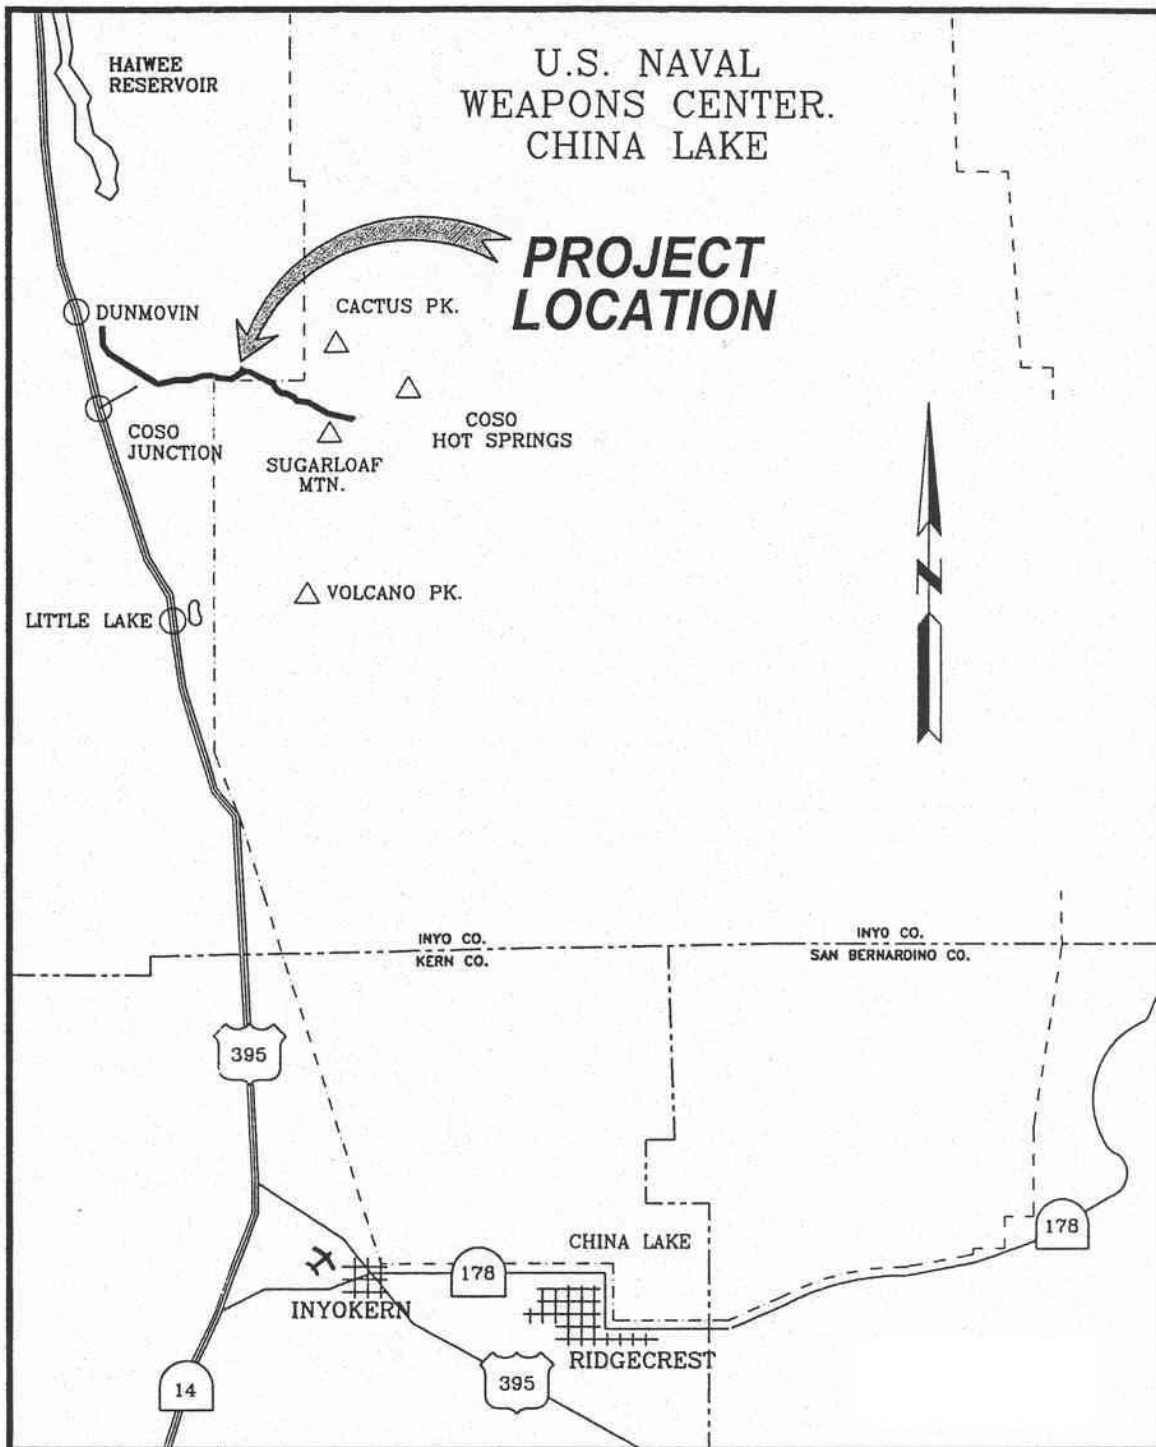 HAIWEE
RESERVOIR
U.S. NAVAL
WEAPONS CENTER.
CHINA LAKE
PROJECT
LOCATION
DUNMOVIN
CACTUS PK.
COSO
JUNCTION
COSO
HOT SPRINGS
SUGARLOAF
MTN.
N
VOLCANO PK.
LITTLE LAKE
INYO CO.
KERN CO.
INYO CO.
SAN BERNARDINO CO.
395
178
CHINA LAKE
178
INYOKERN
RIDGECREST
14
395